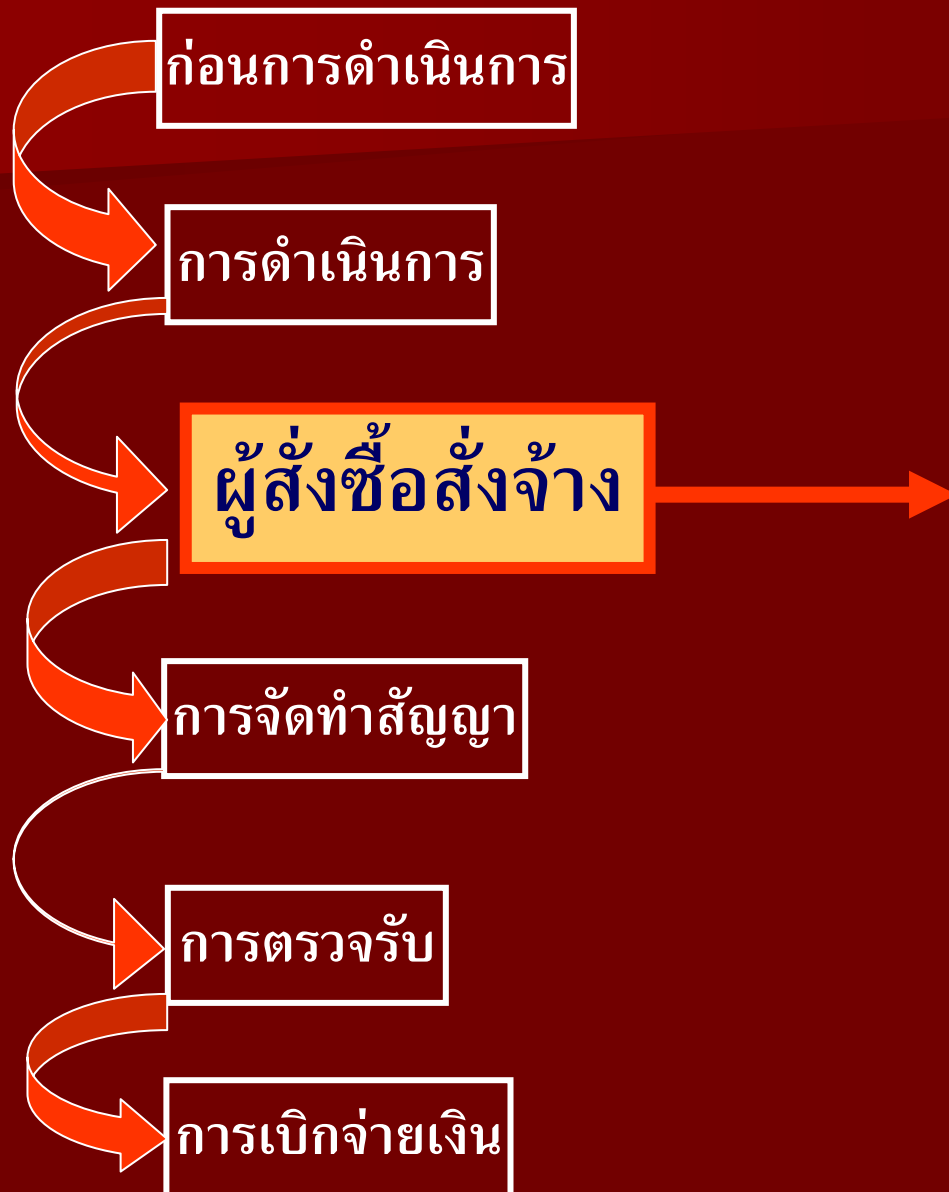 ก่อนการดำเนินการ
การดำเนินการ
ผู้สั่งซื้อสั่งจ้าง
การจัดทำสัญญา
การตรวจรับ
การเบิกจ่ายเงิน